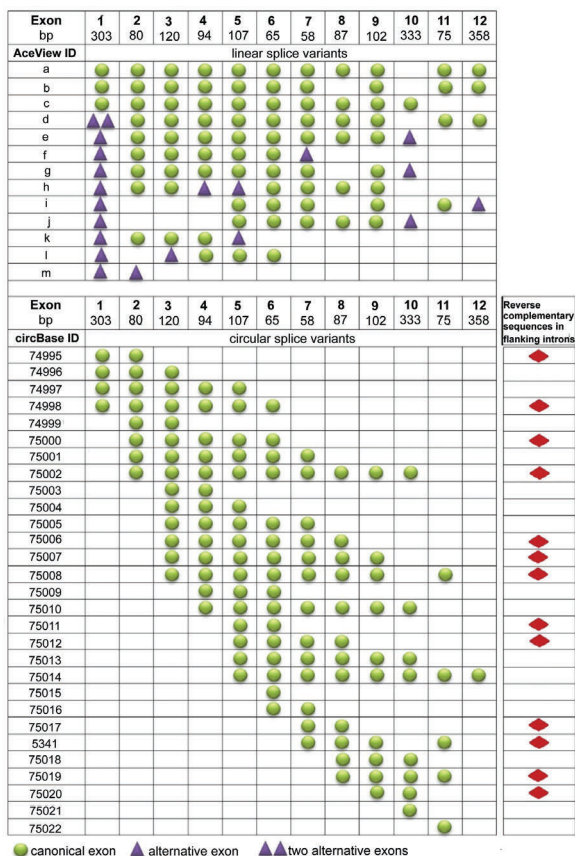 Exon 1 2 3 4 5 6 7 8 9 10 11 12
bp 303 80 120 94 107 65 58 87 102 333 75 358
AceView ID linear splice variants
a
b
c
d
e
f
g
h
i
j
k
l
m
Exon 1 2 3 4 5 6 7 8 9 10 11 12
bp 303 80 120 94 107 65 58 87 102 333 75 358
circBase ID circular splice variants
Reverse
complementary
sequences in
flanking introns
74995
74996
74997
74998
74999
75000
75001
75002
75003
75004
75005
75006
75007
75008
75009
75010
75011
75012
75013
75014
75015
75016
75017
5341
75018
75019
75020
75021
75022
canonical exon alternative exon two alternative exons